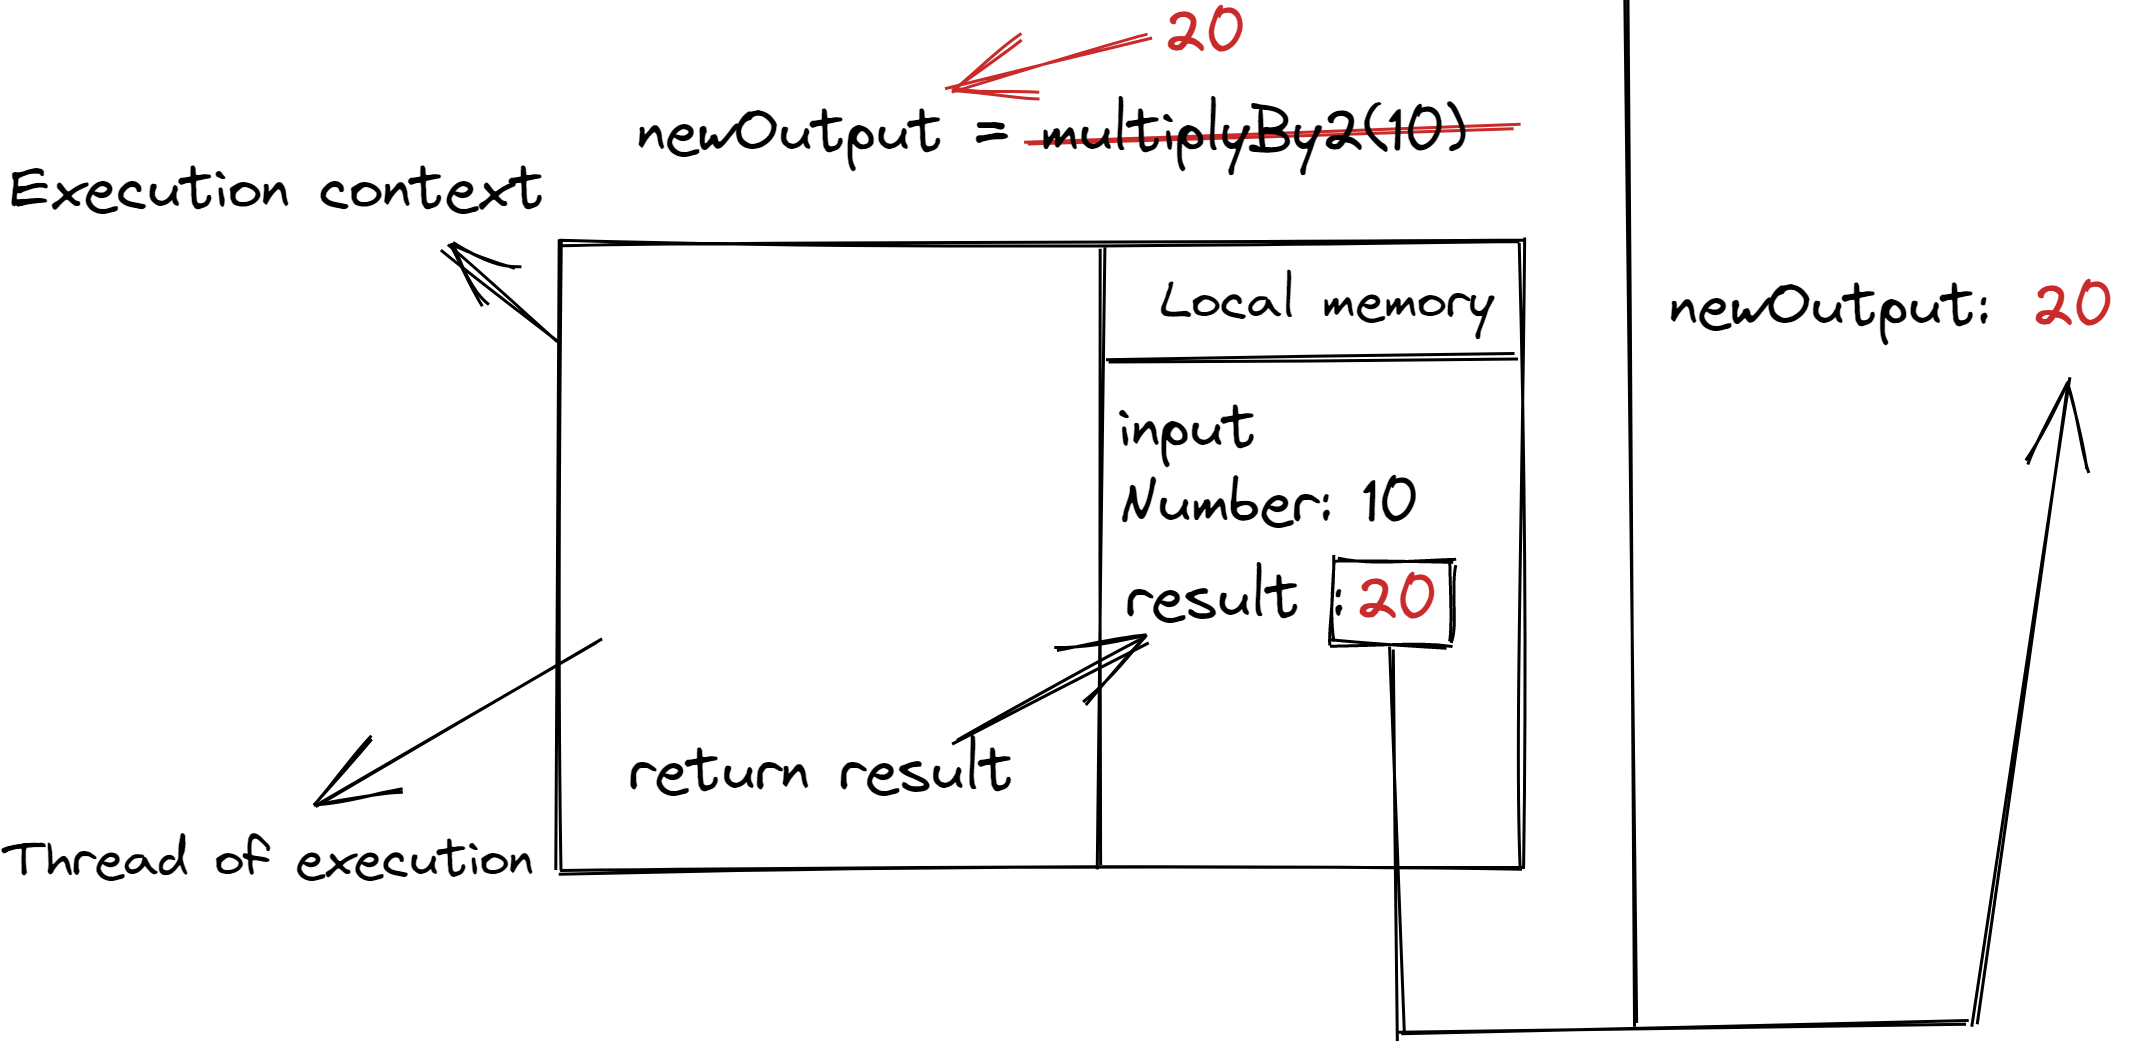 20
newOutput = multiplyBy2(10)
Execution context
Local memory
newOutput: 20
input
Number: 10
result :20
return result
Thread of execution